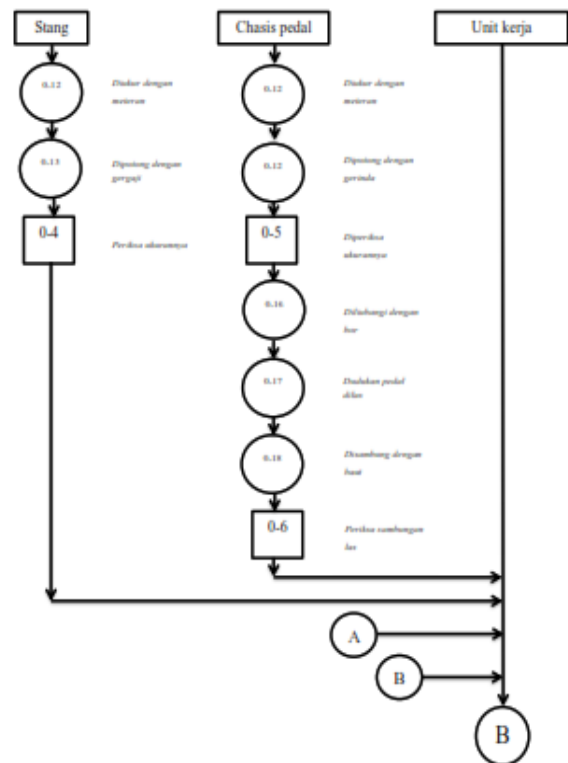 Stang
Chasis pedal
Unit kerja
0.12
Diukur dengan
meteran
0.12
Diukur dengan
meteran
0.13
Dipotong dengan
gergaji
0.12
Dipotong dengan
gerinda
0-4
Periksa ukurannya
0-5
Diperiksa
ukurannya
0.16
Dilubangi dengan
bor
0.17
Dudukan pedal
dilas
0.18
Disambung dengan
baut
0-6
Periksa sambungan
las
A
B
B